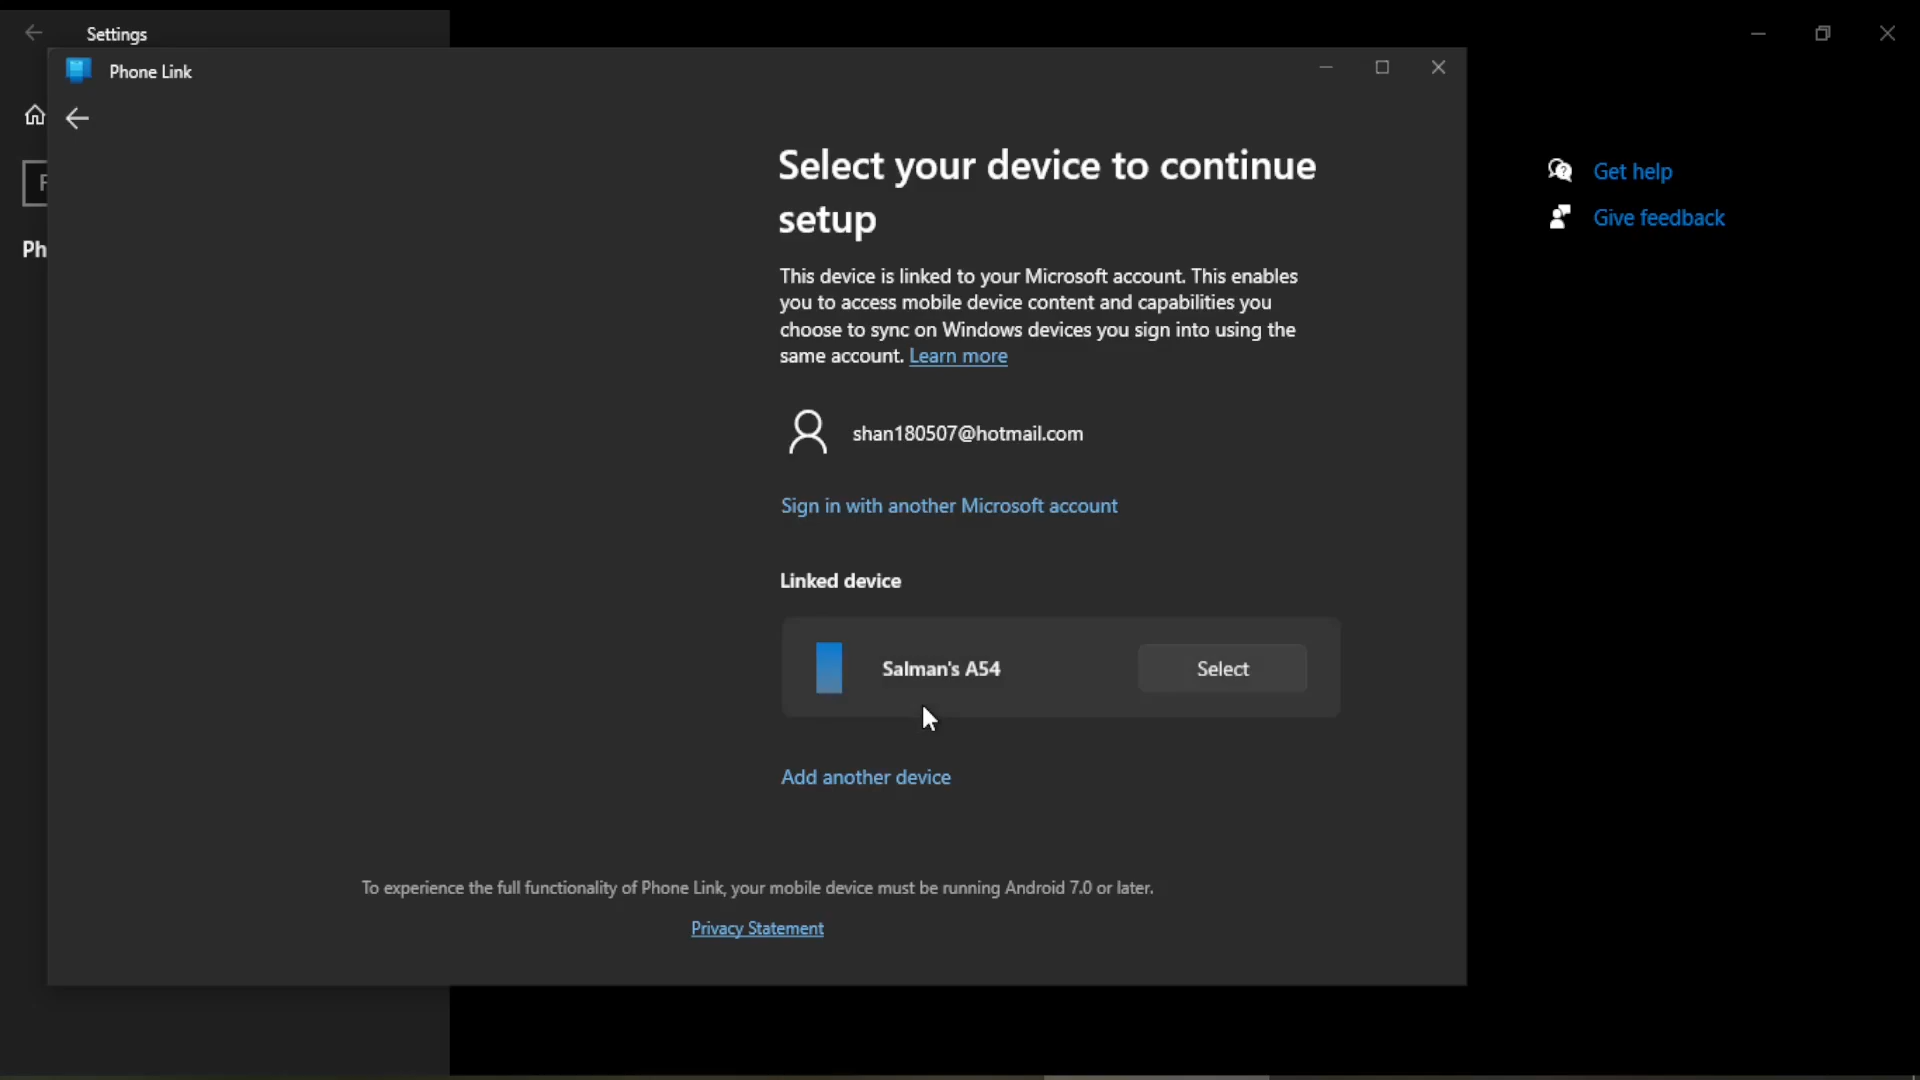 Settings
Phone Link
F
Ph
Select your device to continue
setup
This device is linked to your Microsoft account. This enables
you to access mobile device content and capabilities you
choose to sync on Windows devices you sign into using the
same account. Learn more
shan180507@hotmail.com
Sign in with another Microsoft account
Linked device
Salman's A54
Select
Add another device
To experience the full functionality of Phone Link, your mobile device must be running Android 7.0 or later.
Privacy Statement
Get help
Give feedback